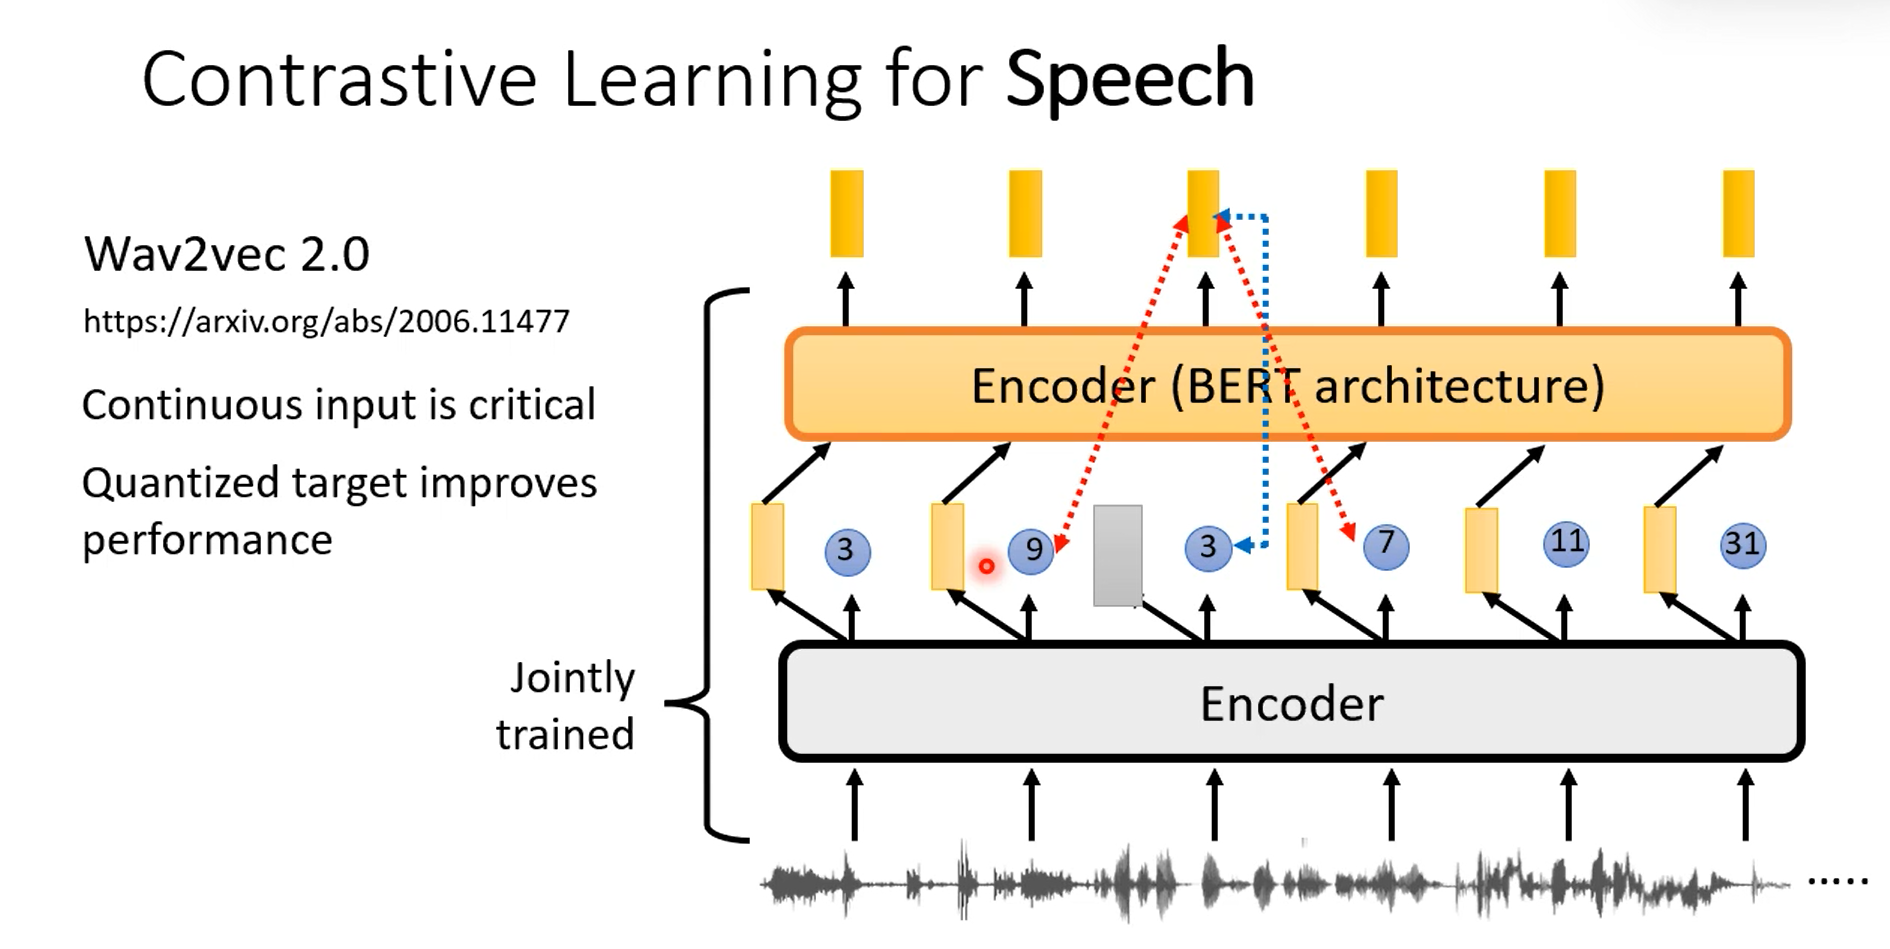 Contrastive Learning for Speech
Wav2vec 2.0
https://arxiv.org/abs/2006.11477
Continuous input is critical
Quantized target improves
performance
Jointly
trained
Encoder (BERT architecture)
3 9 3 7 11 31
Encoder
......